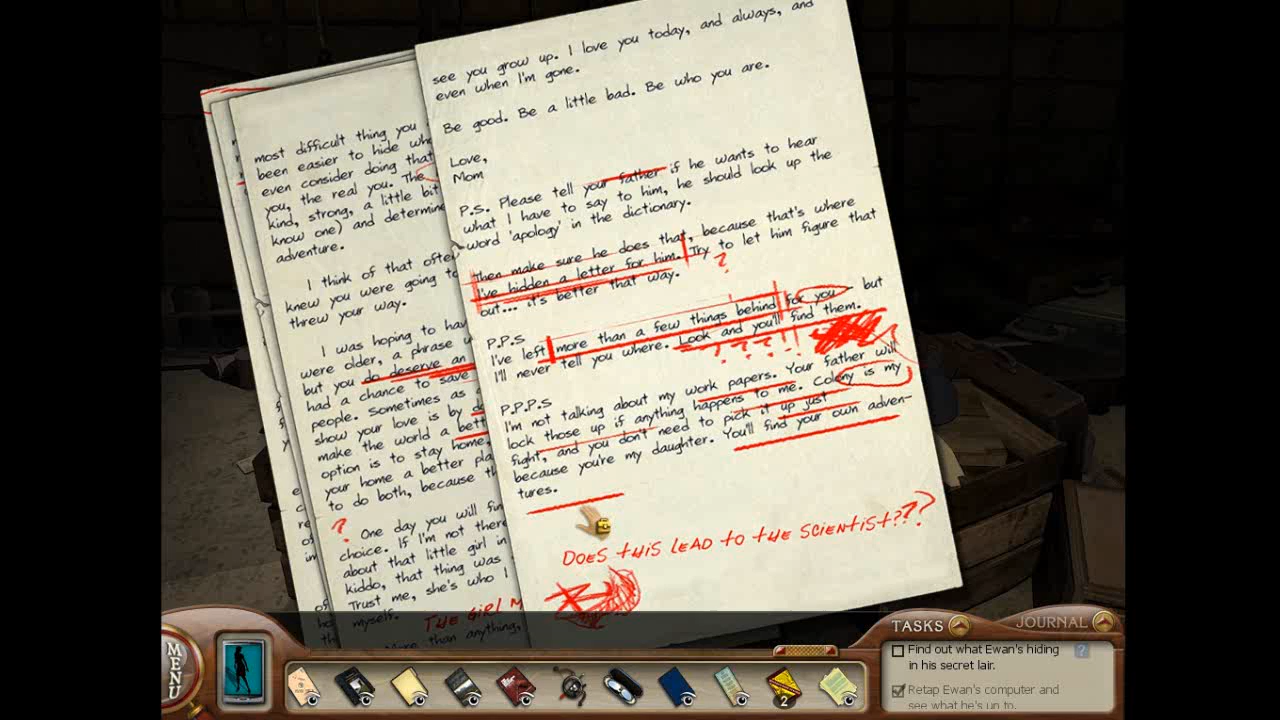 most difficult thing you
been easier to hide
even consider doing that
you, the real you. The
kind, strong, a little bit
know one) and
adventure.
I think of that
knew you were going to
threw your way.
I was hoping to
were older, a phrase
but you do deserve an
had a chance to save
people. Sometimes as
show your love is by
make the world a
option is to stay home,
your home a better
to do both, because
?
One day you will
choice. If I'm not there
about that little girl in
kiddo, that thing was
Trust me, she's who I
myself.
THE GIRL
More than anything,
see you grow up. I love you today, and always, and
even when I'm gone.
Be good. Be a little bad. Be who you are.
Love,
Mom
P.S. Please tell your father if he wants to hear
what I have to say to him, he should look up the
word 'apology' in the dictionary.
Then make sure he does that, because that's where
I've hidden a letter for him. Try to let him figure that
out... it's better that way.
?
P.P.S
I've left more than a few things behind for you - but
I'll never tell you where. Look and you'll find them.
? ? ? ? ! !
P.P.P.S
I'm not talking about my work papers. Your father will
lock those up if anything happens to me. Colony is my
fight, and you don't need to pick it up just
because you're my daughter. You'll find your own adven-
tures.
DOES THIS LEAD TO THE SCIENTIST???
MENU
2
TASKS
JOURNAL
Find out what Ewan's hiding
in his secret lair.
?
Retap Ewan's computer and
see what he's up to.